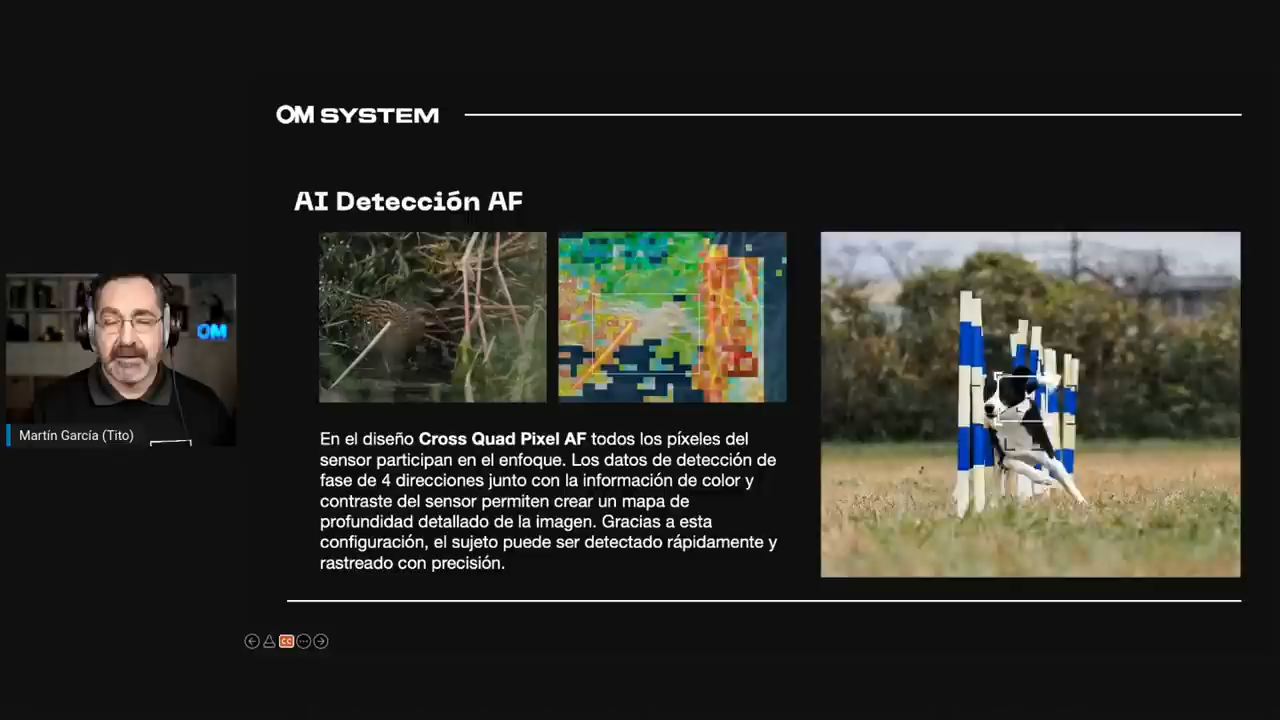 OM SYSTEM
AI Detección AF
OM
Martín García (Tito)
En el diseño Cross Quad Pixel AF todos los píxeles del
sensor participan en el enfoque. Los datos de detección de
fase de 4 direcciones junto con la información de color y
contraste del sensor permiten crear un mapa de
profundidad detallado de la imagen. Gracias a esta
configuración, el sujeto puede ser detectado rápidamente y
rastreado con precisión.
CC